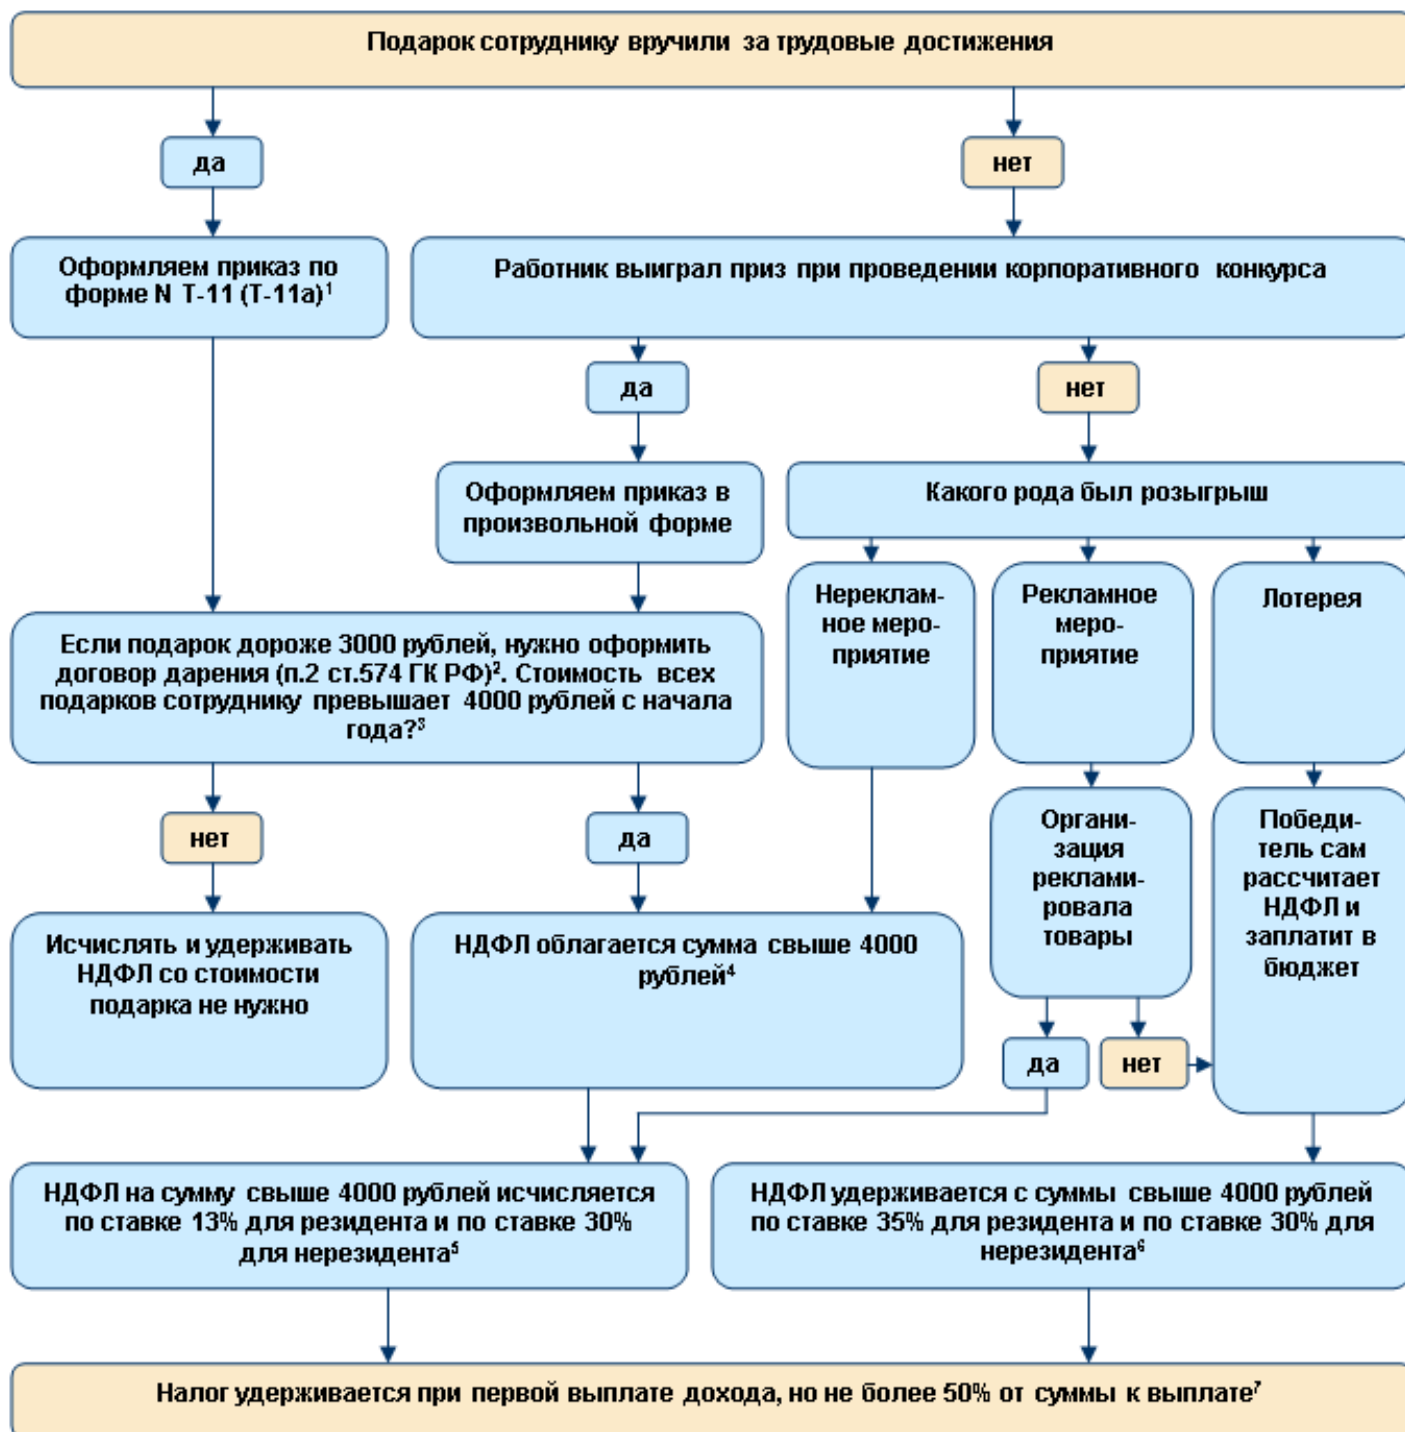 Подарок сотруднику вручили за трудовые достижения
да
нет
Оформляем приказ по
форме N Т-11 (Т-11а)¹
Работник выиграл приз при проведении корпоративного конкурса
да
нет
Оформляем приказ в
произвольной форме
Какого рода был розыгрыш
Нереклам-
ное меро-
приятие
Рекламное
меро-
приятие
Лотерея
Если подарок дороже 3000 рублей, нужно оформить
договор дарения (п.2 ст.574 ГК РФ)². Стоимость всех
подарков сотруднику превышает 4000 рублей с начала
года?³
нет
да
Органи-
зация
реклами-
ровала
товары
Победи-
тель сам
рассчитает
НДФЛ и
заплатит в
бюджет
Исчислять и удерживать
НДФЛ со стоимости
подарка не нужно
НДФЛ облагается сумма свыше 4000
рублей⁴
да
нет
НДФЛ на сумму свыше 4000 рублей исчисляется
по ставке 13% для резидента и по ставке 30%
для нерезидента⁵
НДФЛ удерживается с суммы свыше 4000 рублей
по ставке 35% для резидента и по ставке 30% для
нерезидента⁶
Налог удерживается при первой выплате дохода, но не более 50% от суммы к выплате⁷